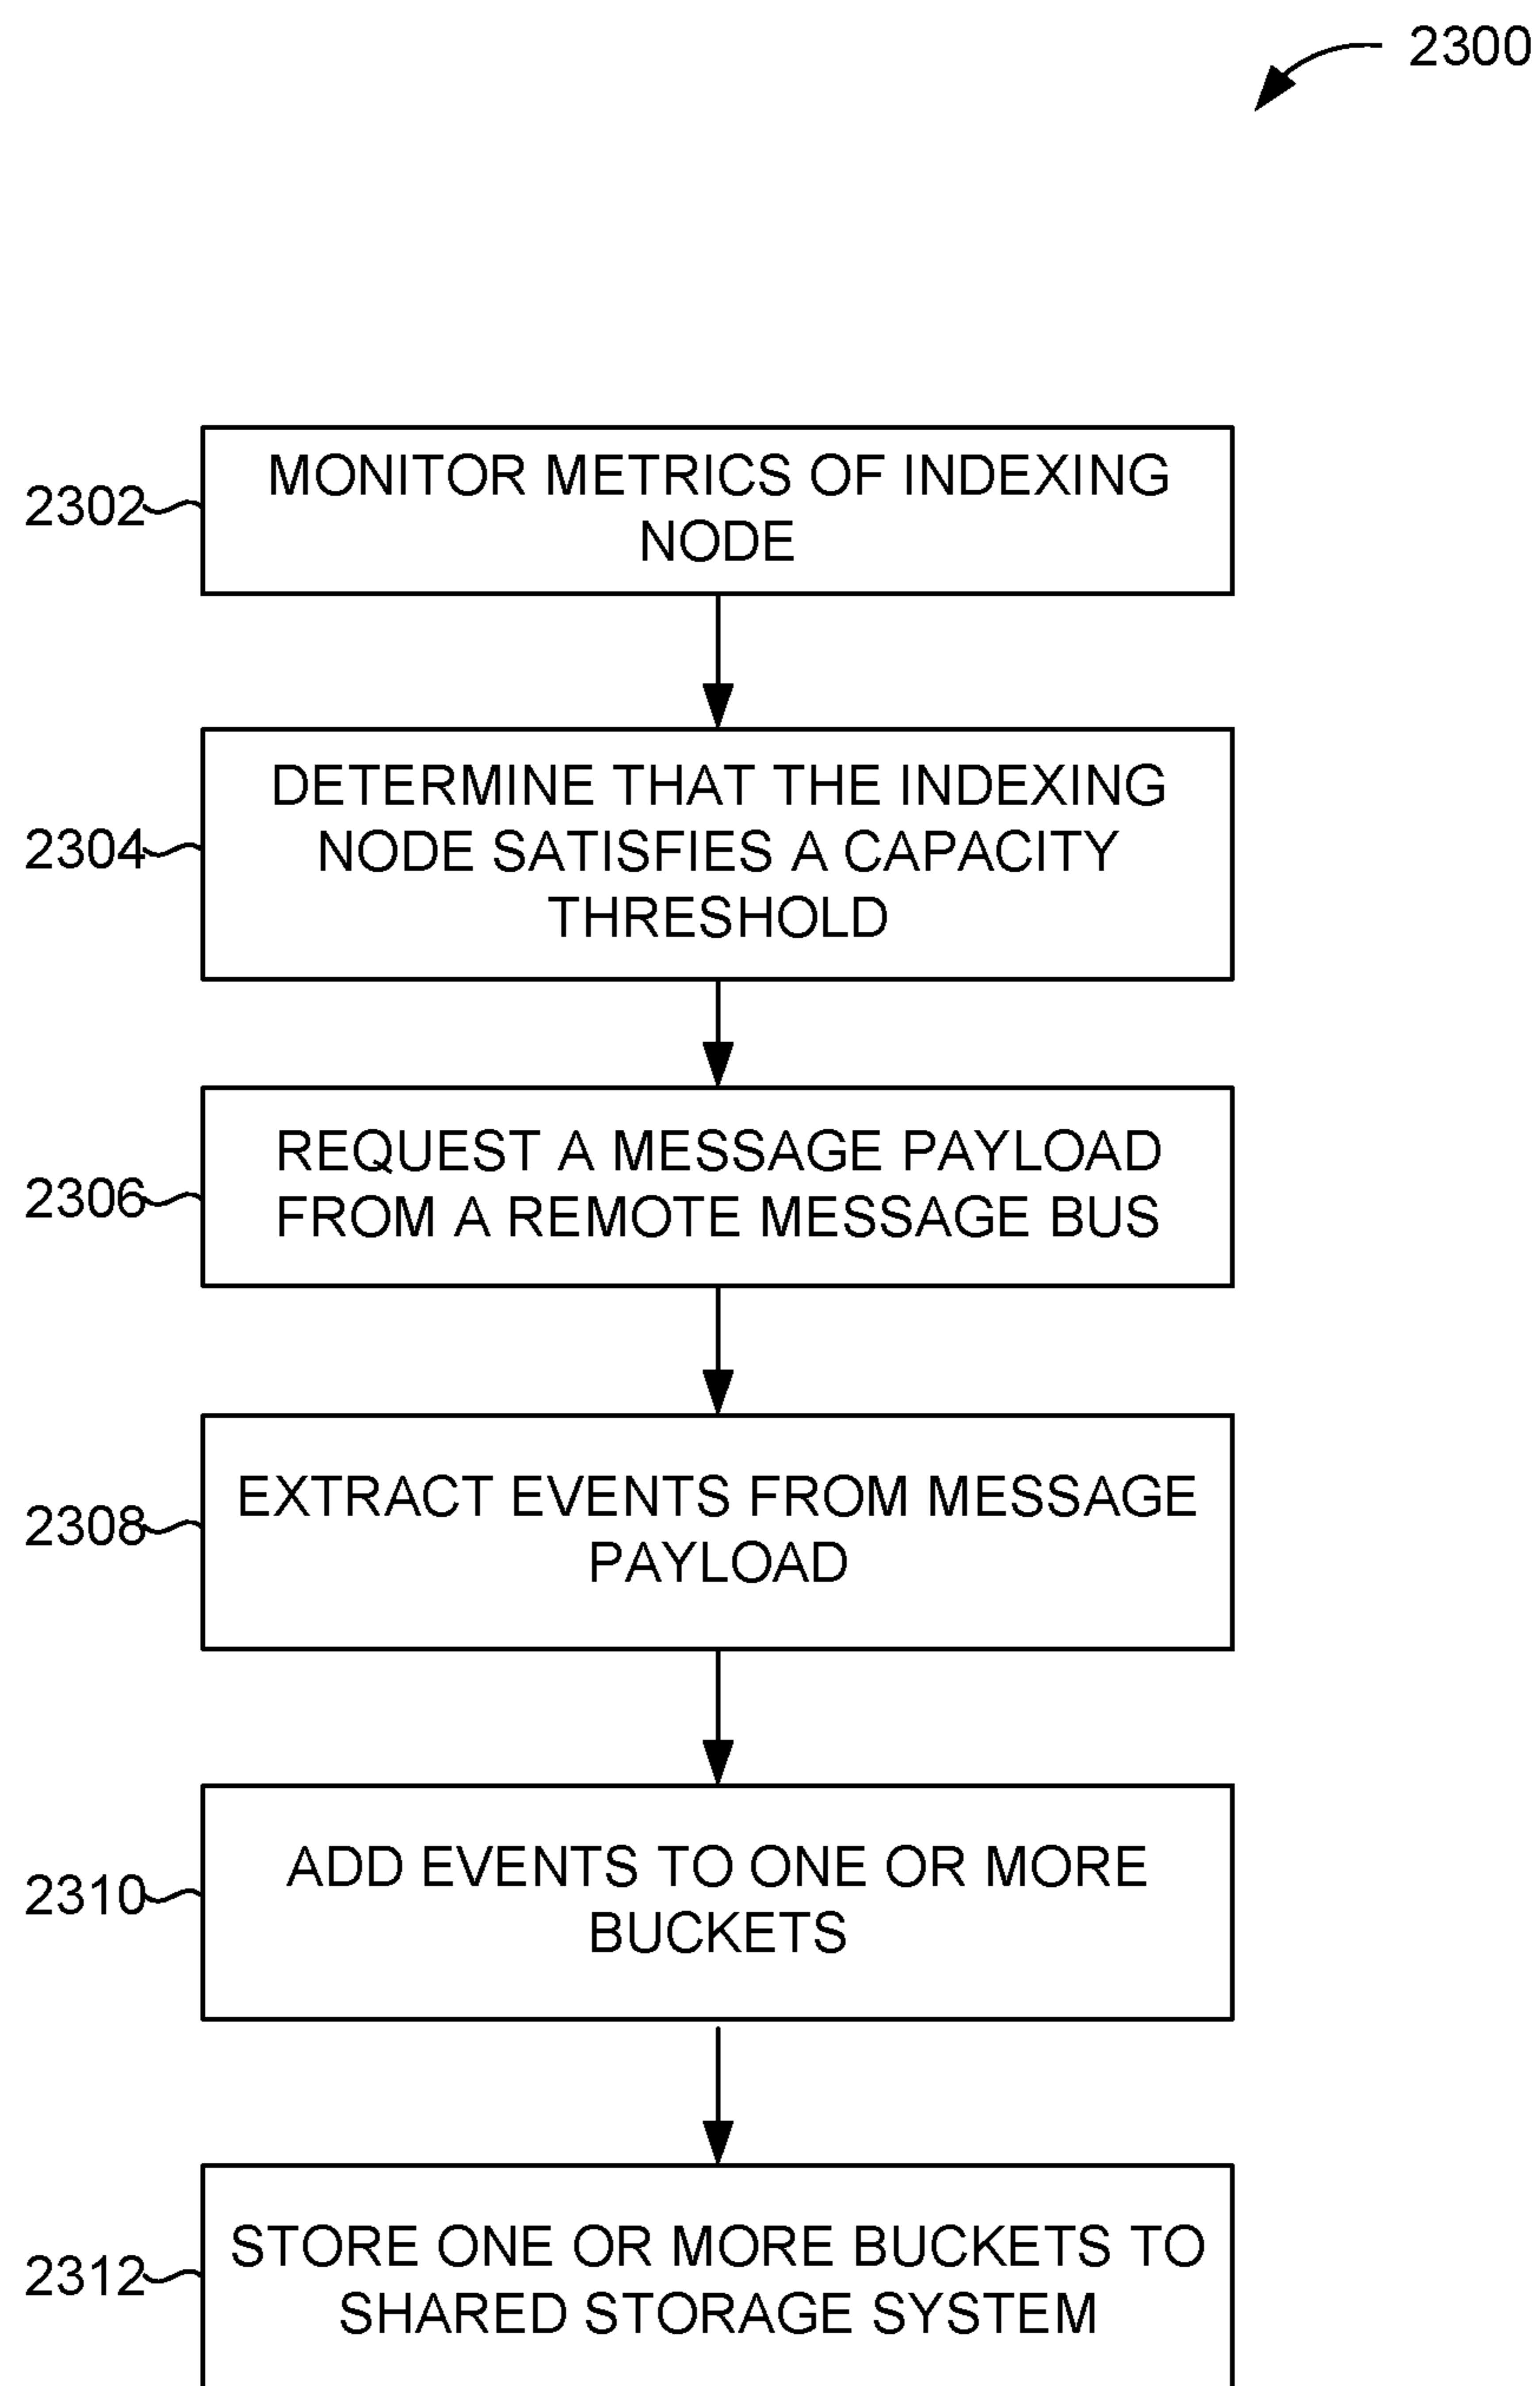 2300
2302
MONITOR METRICS OF INDEXING
NODE
2304
DETERMINE THAT THE INDEXING
NODE SATISFIES A CAPACITY
THRESHOLD
2306
REQUEST A MESSAGE PAYLOAD
FROM A REMOTE MESSAGE BUS
2308
EXTRACT EVENTS FROM MESSAGE
PAYLOAD
2310
ADD EVENTS TO ONE OR MORE
BUCKETS
2312
STORE ONE OR MORE BUCKETS TO
SHARED STORAGE SYSTEM